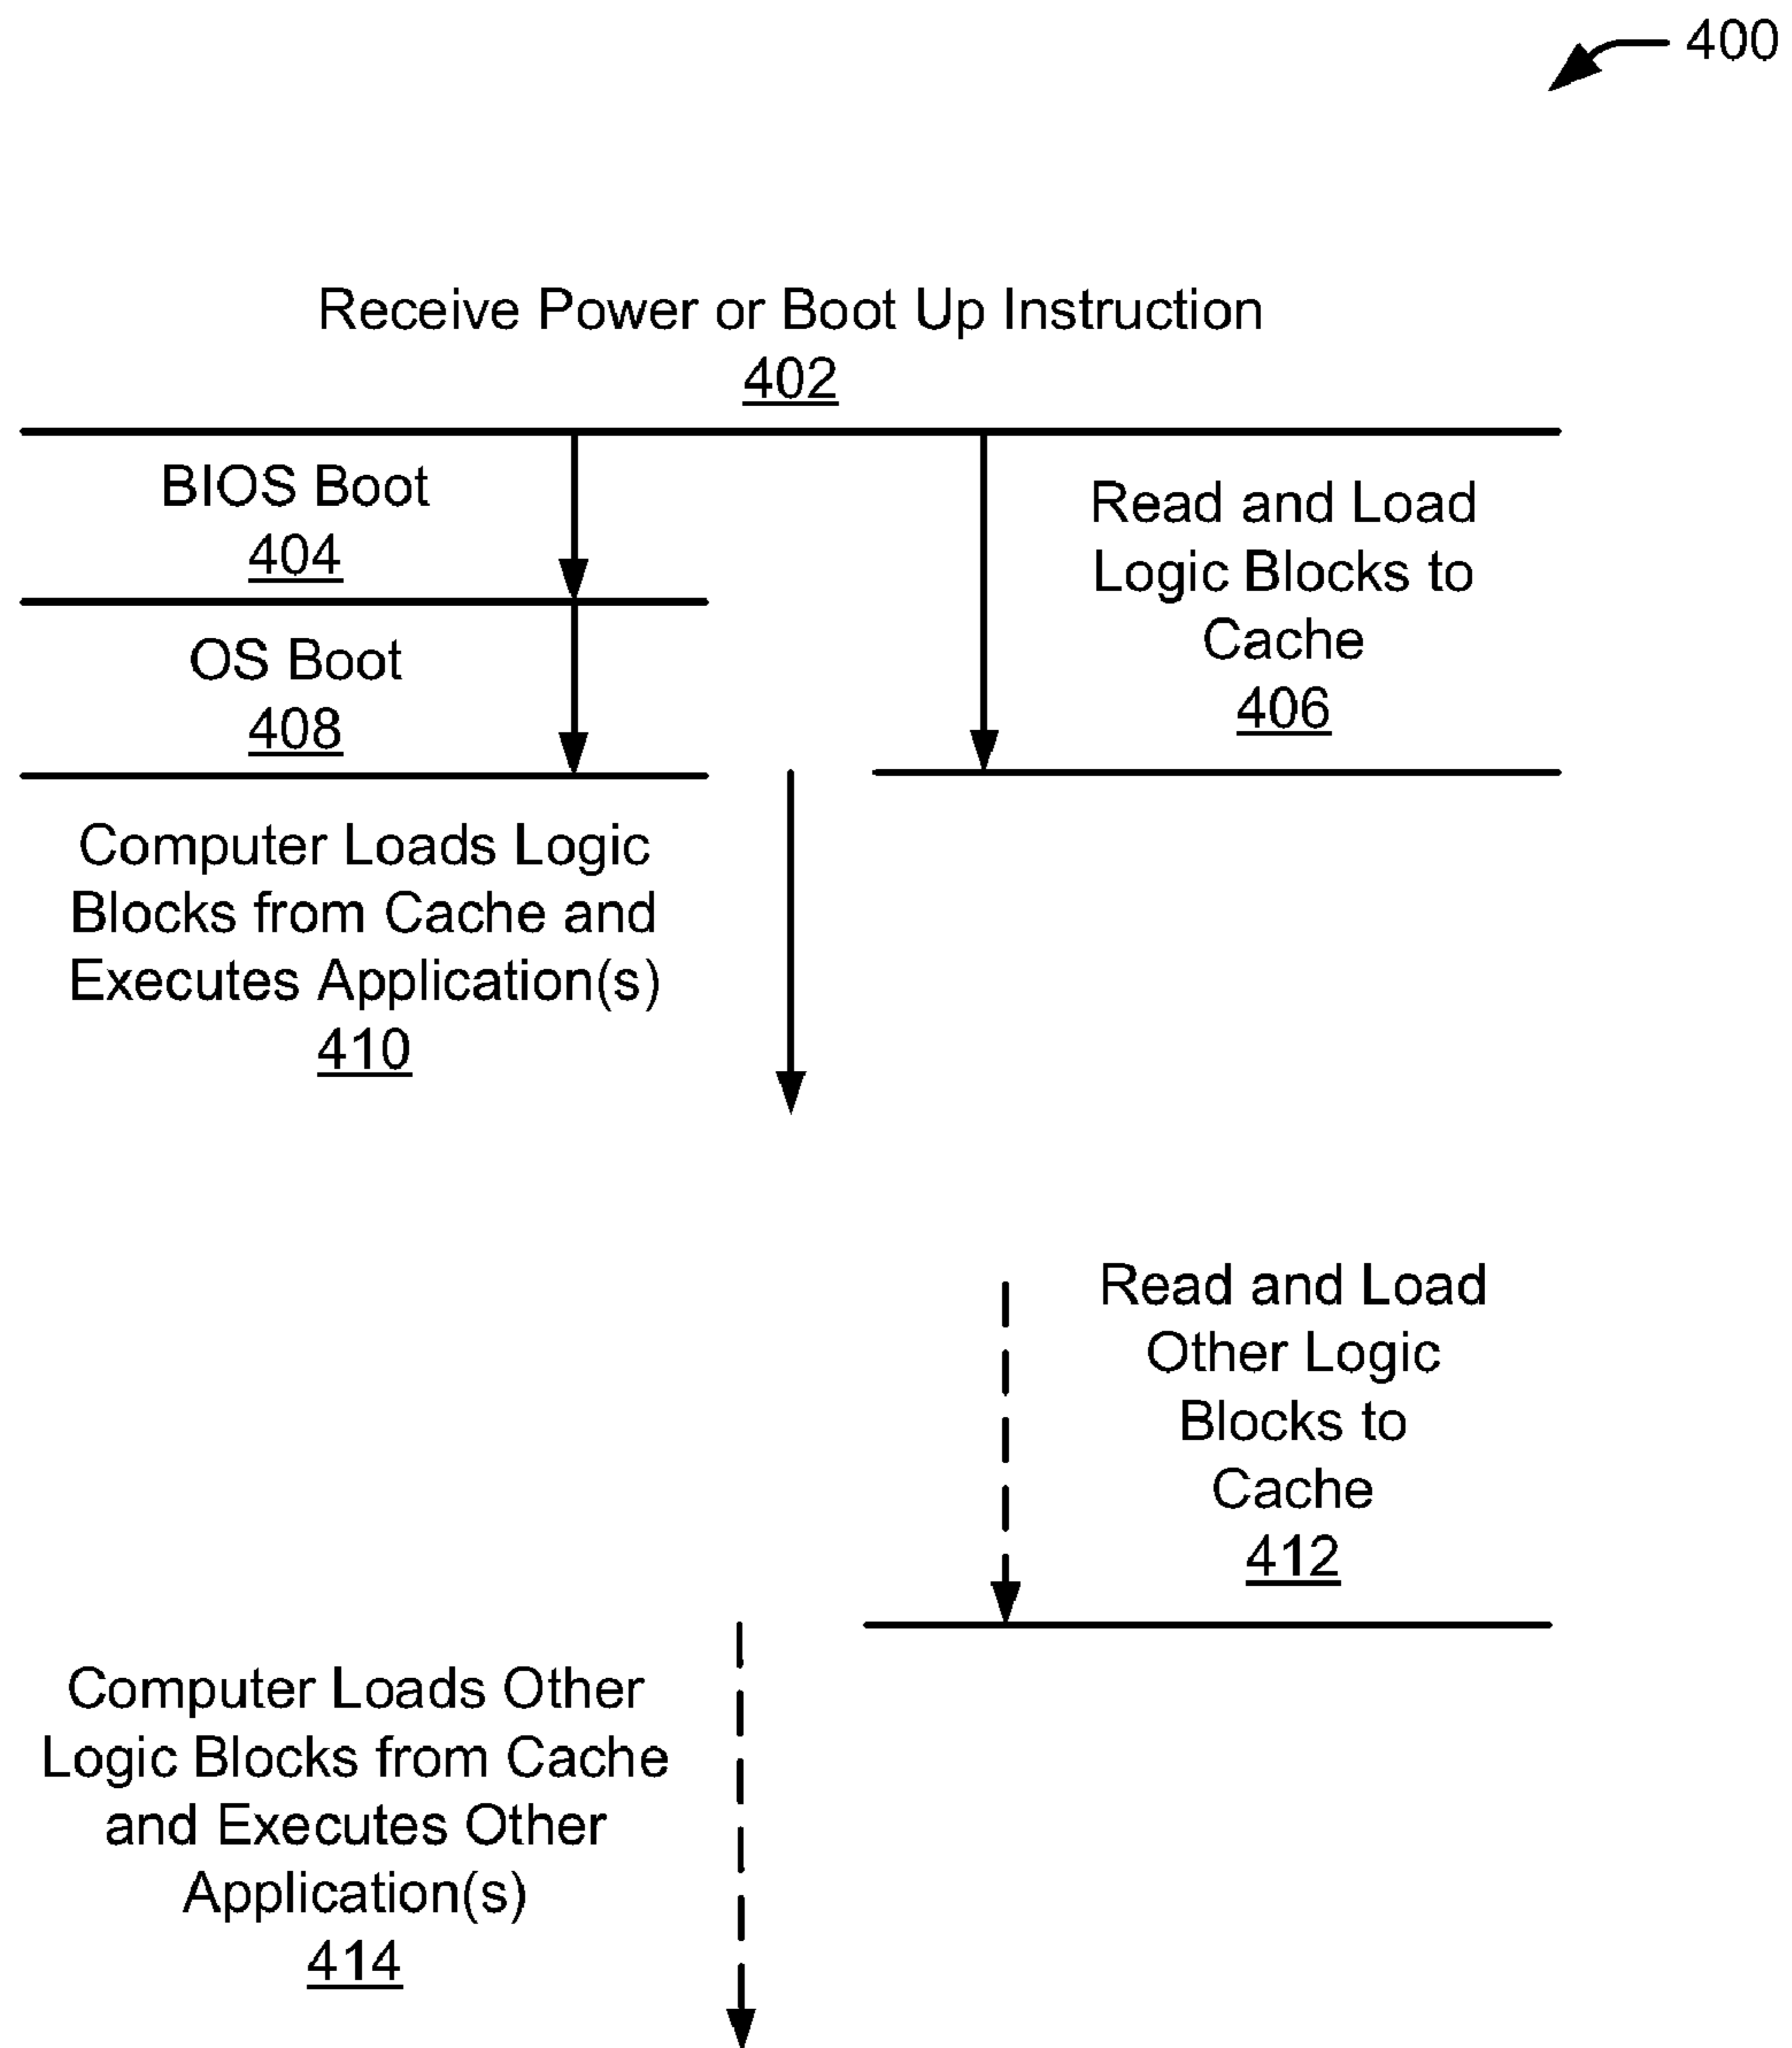 400
Receive Power or Boot Up Instruction
402
BIOS Boot
404
Read and Load
Logic Blocks to
Cache
406
OS Boot
408
Computer Loads Logic
Blocks from Cache and
Executes Application(s)
410
Read and Load
Other Logic
Blocks to
Cache
412
Computer Loads Other
Logic Blocks from Cache
and Executes Other
Application(s)
414